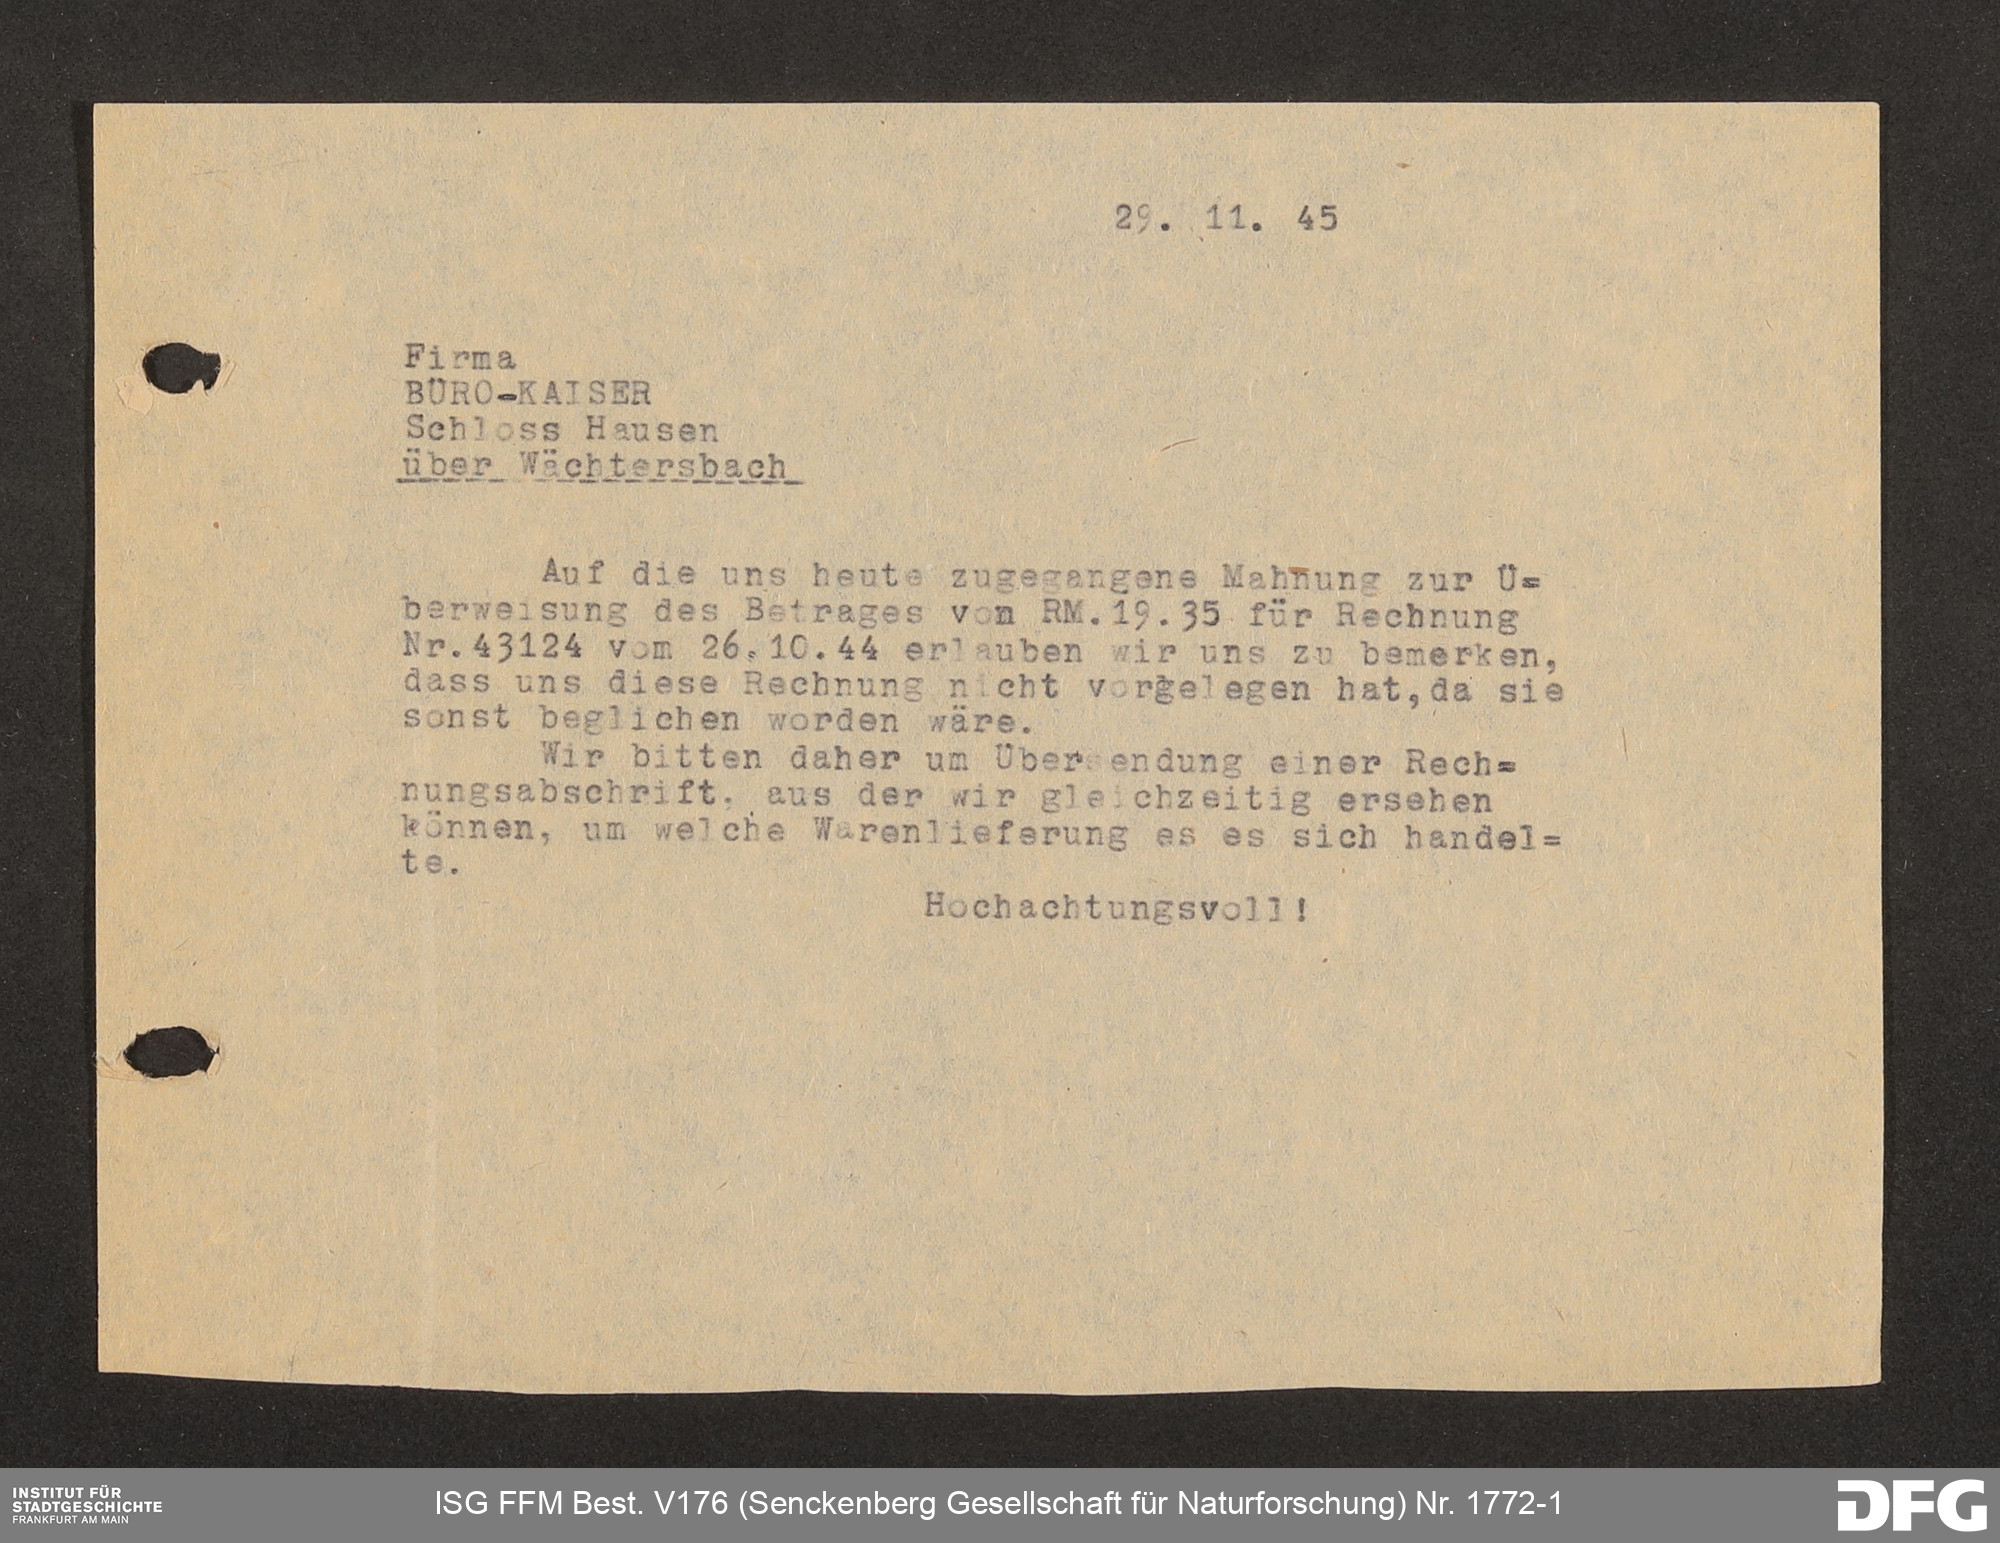 29. 11. 45
Firma
BÜRO-KAISER
Schloss Hausen
über Wächtersbach
Auf die uns heute zugegangene Mahnung zur Ü=
berweisung des Betrages von RM.19.35 für Rechnung
Nr.43124 vom 26.10.44 erlauben wir uns zu bemerken,
dass uns diese Rechnung nicht vorgelegen hat,da sie
sonst beglichen worden wäre.
Wir bitten daher um Übersendung einer Rech=
nungsabschrift, aus der wir gleichzeitig ersehen
können, um welche Warenlieferung es es sich handel=
te.
Hochachtungsvoll!
INSTITUT FÜR
STADTGESCHICHTE
FRANKFURT AM MAIN
ISG FFM Best. V176 (Senckenberg Gesellschaft für Naturforschung) Nr. 1772-1
DFG